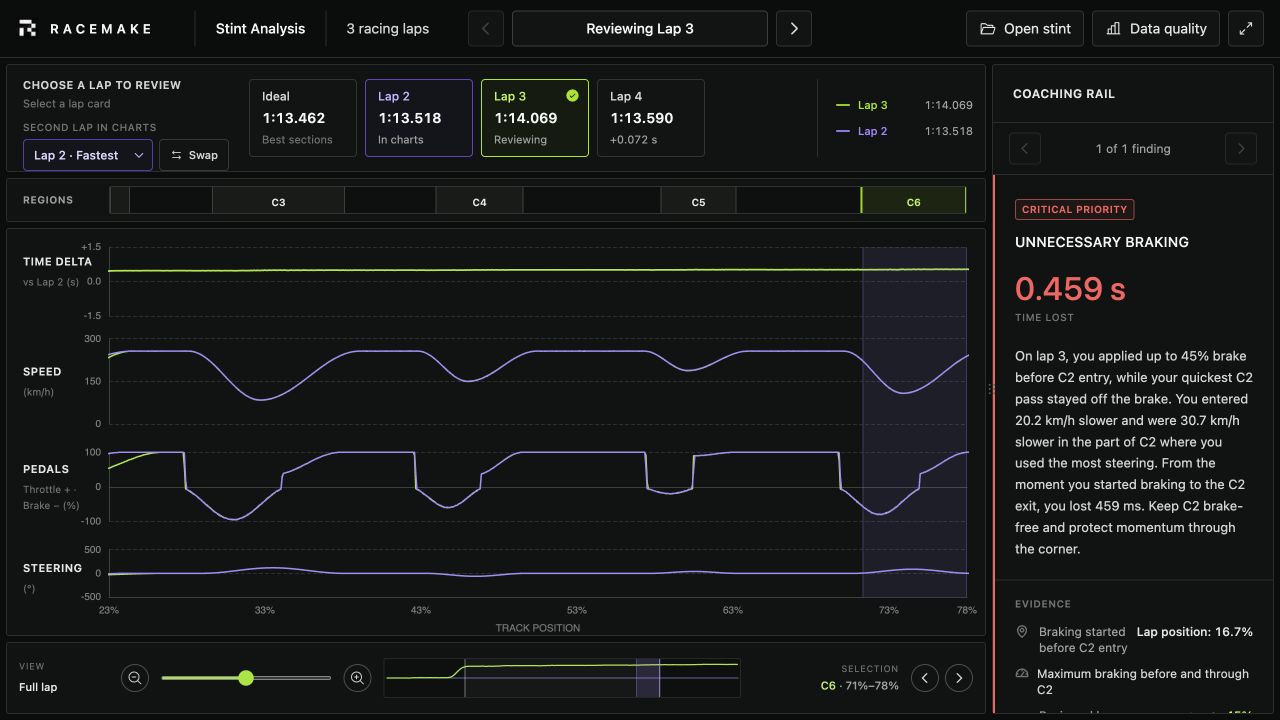 RACEMAKE
Stint Analysis
3 racing laps
Reviewing Lap 3
Open stint
Data quality
CHOOSE A LAP TO REVIEW
Select a lap card
SECOND LAP IN CHARTS
Lap 2 · Fastest
Swap
Ideal
1:13.462
Best sections
Lap 2
1:13.518
In charts
Lap 3
1:14.069
Reviewing
Lap 4
1:13.590
+0.072 s
Lap 3 1:14.069
Lap 2 1:13.518
REGIONS
C3
C4
C5
C6
TIME DELTA
vs Lap 2 (s)
+1.5
0.0
-1.5
SPEED
(km/h)
300
150
0
PEDALS
Throttle + ·
Brake − (%)
100
0
-100
STEERING
(°)
500
0
-500
23% 33% 43% 53% 63% 73% 78%
TRACK POSITION
VIEW
Full lap
SELECTION
C6 · 71%–78%
COACHING RAIL
1 of 1 finding
CRITICAL PRIORITY
UNNECESSARY BRAKING
0.459 s
TIME LOST
On lap 3, you applied up to 45% brake
before C2 entry, while your quickest C2
pass stayed off the brake. You entered
20.2 km/h slower and were 30.7 km/h
slower in the part of C2 where you
used the most steering. From the
moment you started braking to the C2
exit, you lost 459 ms. Keep C2 brake-
free and protect momentum through
the corner.
EVIDENCE
Braking started Lap position: 16.7%
before C2 entry
Maximum braking before and through
C2